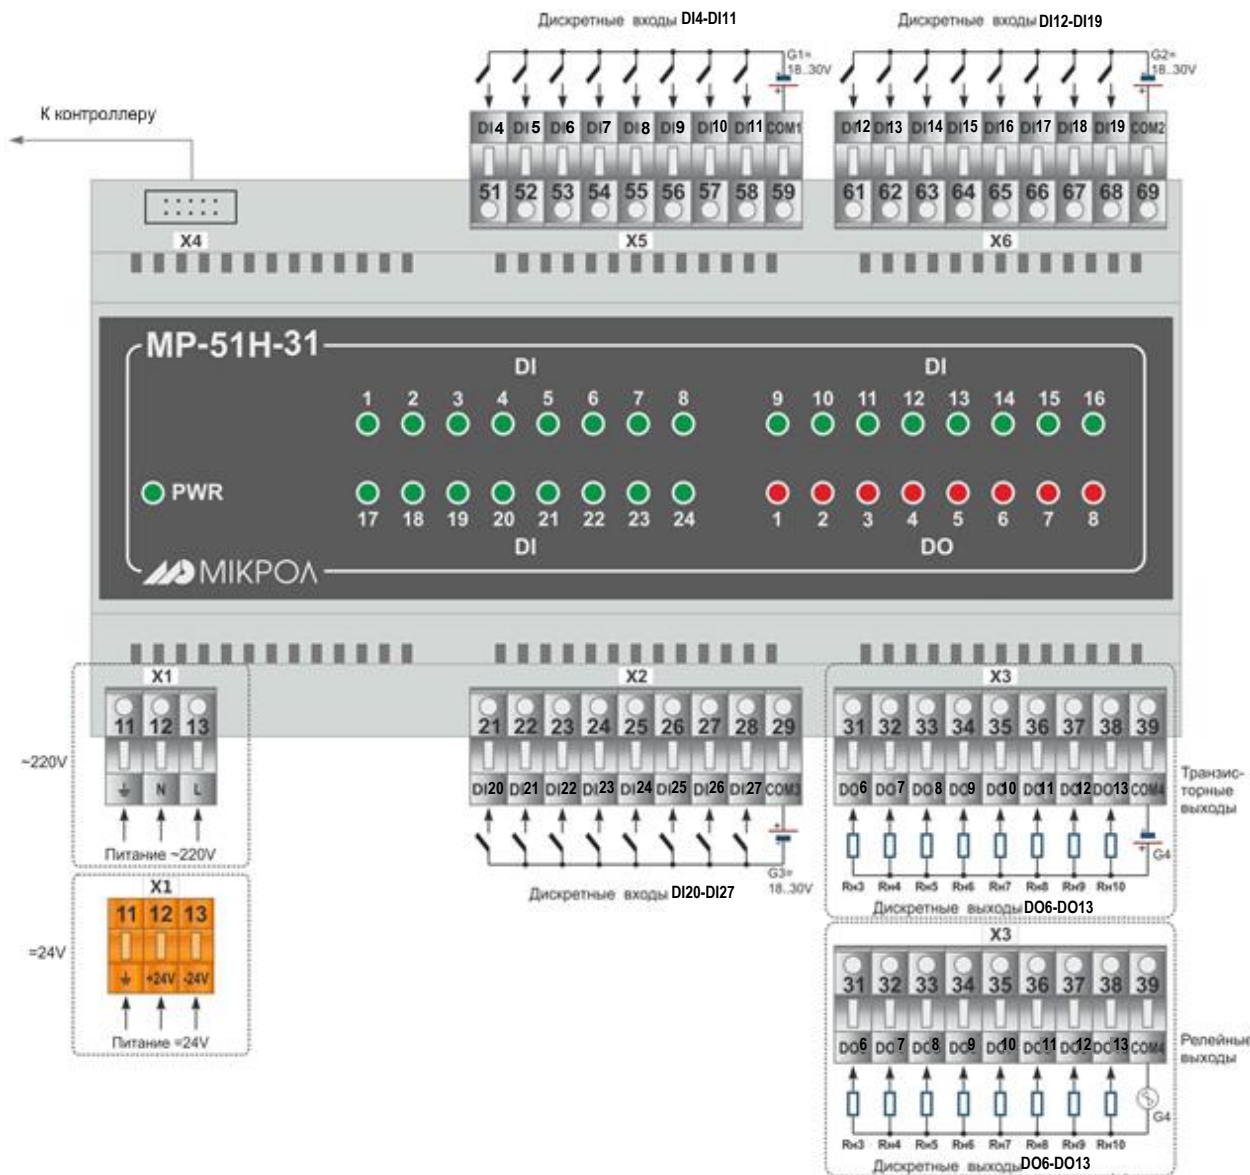 Дискретные входы DI4-DI11
Дискретные входы DI12-DI19
G1=
18..30V
G2=
18..30V
К контроллеру
DI4 DI5 DI6 DI7 DI8 DI9 DI10 DI11 COM1
DI12 DI13 DI14 DI15 DI16 DI17 DI18 DI19 COM2
51 52 53 54 55 56 57 58 59
61 62 63 64 65 66 67 68 69
X4
X5
X6
MP-51H-31
DI
DI
1 2 3 4 5 6 7 8
9 10 11 12 13 14 15 16
PWR
17 18 19 20 21 22 23 24
1 2 3 4 5 6 7 8
DI
DO
МІКРОЛ
X1
X2
X3
11 12 13
21 22 23 24 25 26 27 28 29
31 32 33 34 35 36 37 38 39
~220V
N L
DI20 DI21 DI22 DI23 DI24 DI25 DI26 DI27 COM3
DO6 DO7 DO8 DO9 DO10 DO11 DO12 DO13 COM4
Транзис-
торные
выходы
Питание ~220V
G3=
18..30V
G4
Rн3 Rн4 Rн5 Rн6 Rн7 Rн8 Rн9 Rн10
Дискретные входы DI20-DI27
Дискретные выходы DO6-DO13
X1
11 12 13
=24V
+24V -24V
Питание =24V
X3
31 32 33 34 35 36 37 38 39
DO6 DO7 DO8 DO9 DO10 DO11 DO12 DO13 COM4
Релейные
выходы
G4
Rн3 Rн4 Rн5 Rн6 Rн7 Rн8 Rн9 Rн10
Дискретные выходы DO6-DO13